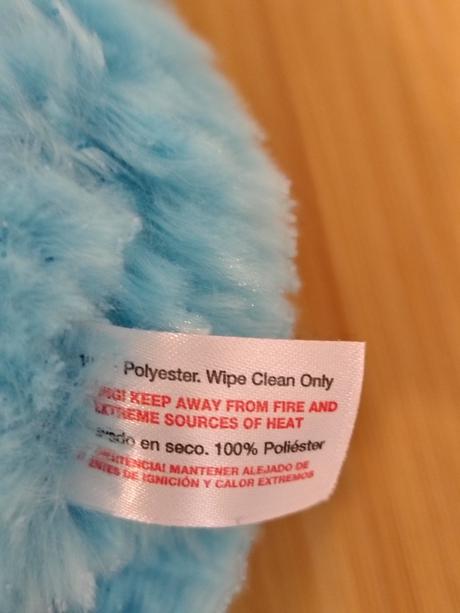 Polyester. Wipe Clean Only
KEEP AWAY FROM FIRE AND
EXTREME SOURCES OF HEAT
en seco. 100% Poliéster
MANTENER ALEJADO DE
DE IGNICIÓN Y CALOR EXTREMOS